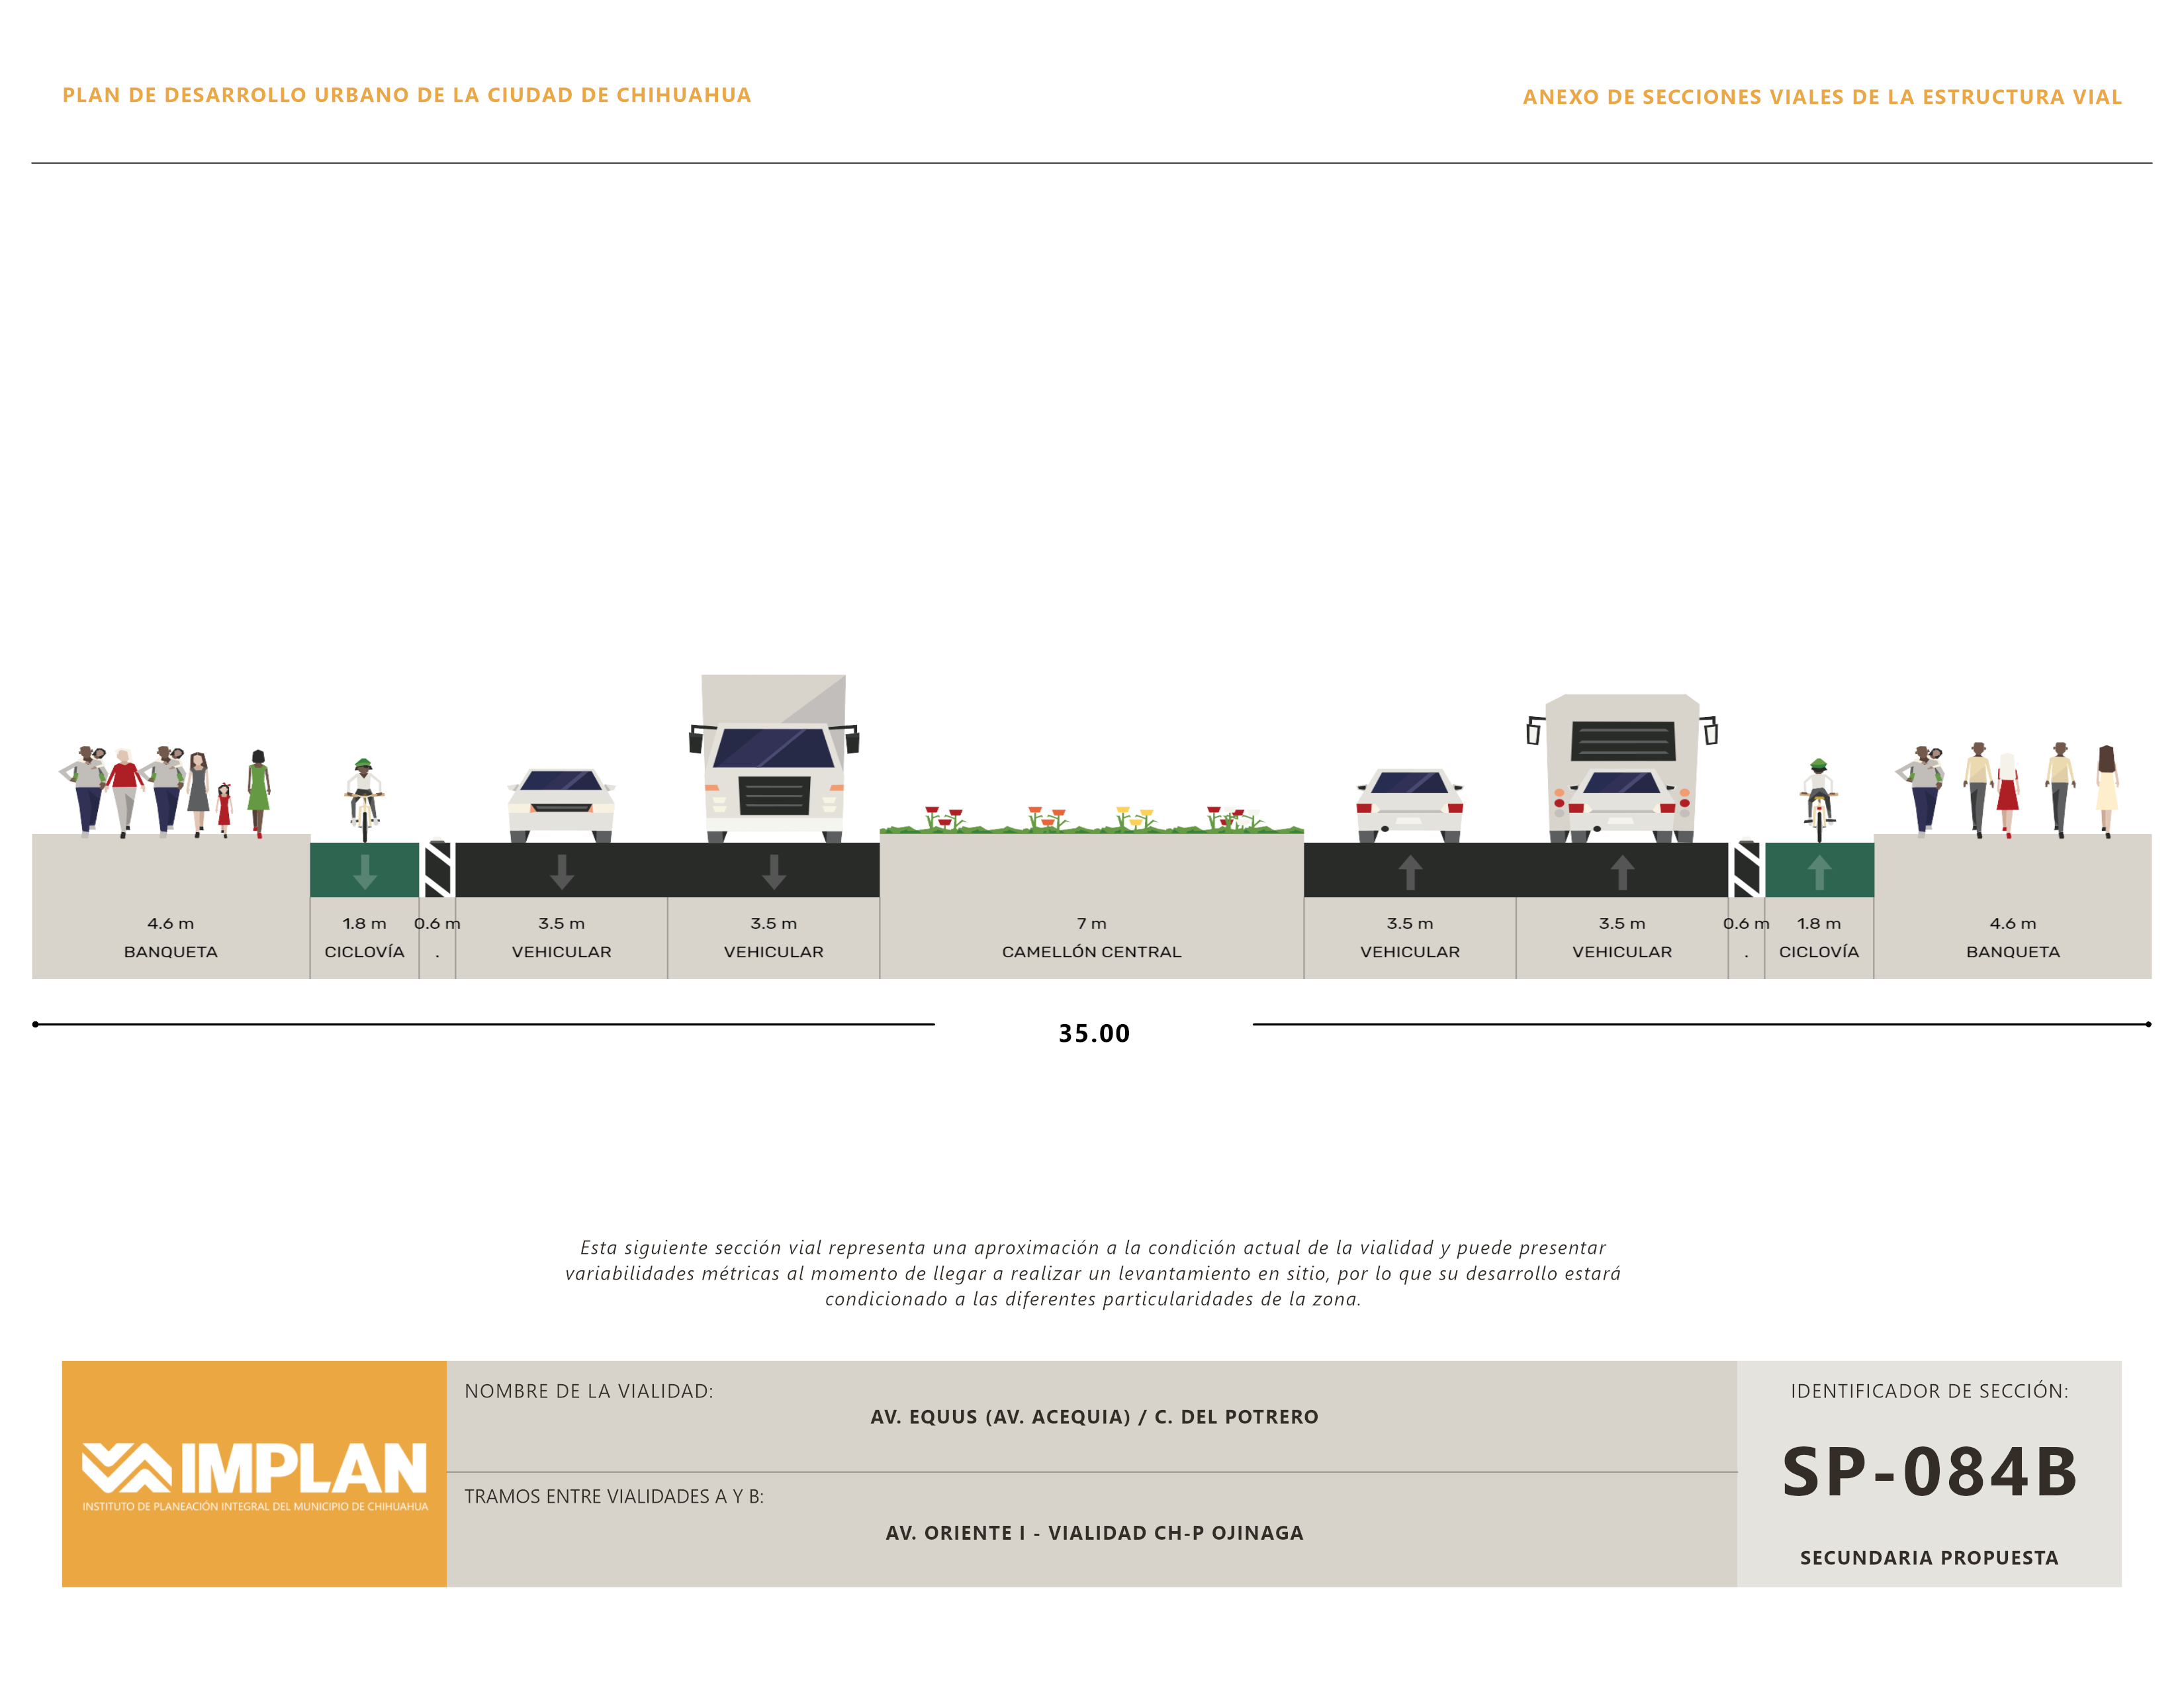 PLAN DE DESARROLLO URBANO DE LA CIUDAD DE CHIHUAHUA
ANEXO DE SECCIONES VIALES DE LA ESTRUCTURA VIAL
4.6 m 1.8 m 0.6 m 3.5 m 3.5 m 7 m 3.5 m 3.5 m 0.6 m 1.8 m 4.6 m
BANQUETA CICLOVÍA . VEHICULAR VEHICULAR CAMELLÓN CENTRAL VEHICULAR VEHICULAR . CICLOVÍA BANQUETA
35.00
Esta siguiente sección vial representa una aproximación a la condición actual de la vialidad y puede presentar
variabilidades métricas al momento de llegar a realizar un levantamiento en sitio, por lo que su desarrollo estará
condicionado a las diferentes particularidades de la zona.
IMPLAN
INSTITUTO DE PLANEACIÓN INTEGRAL DEL MUNICIPIO DE CHIHUAHUA
NOMBRE DE LA VIALIDAD:
AV. EQUUS (AV. ACEQUIA) / C. DEL POTRERO
TRAMOS ENTRE VIALIDADES A Y B:
AV. ORIENTE I - VIALIDAD CH-P OJINAGA
IDENTIFICADOR DE SECCIÓN:
SP-084B
SECUNDARIA PROPUESTA